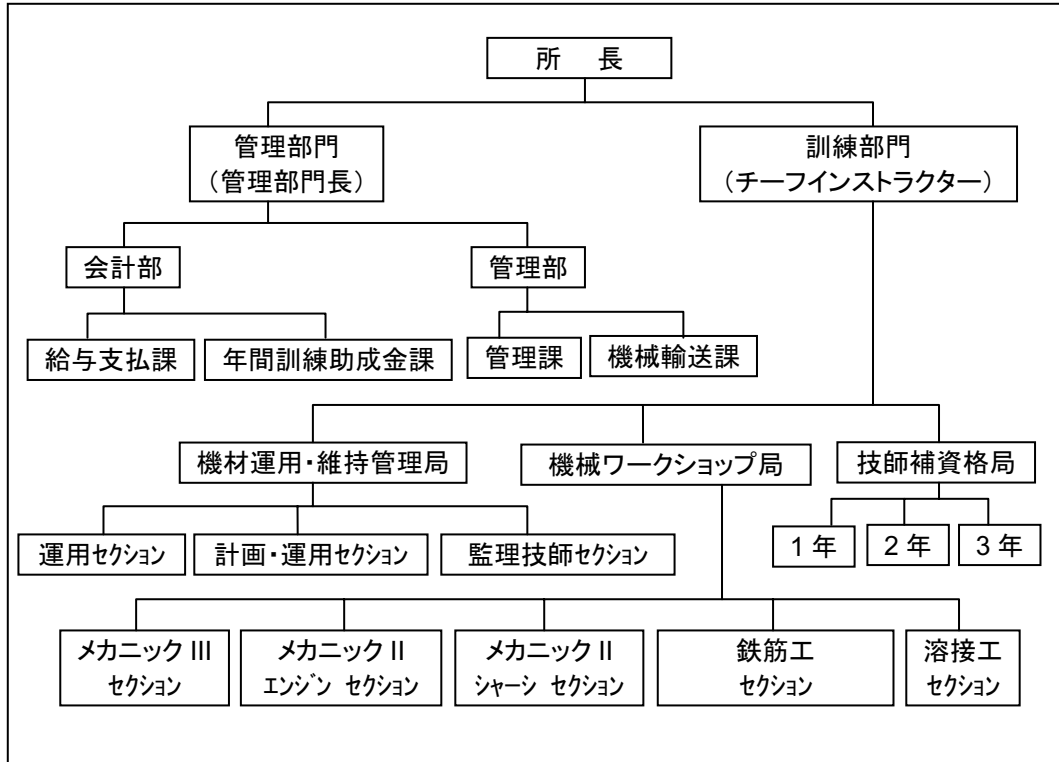 所　長
管理部門
（管理部門長）
訓練部門
（チーフインストラクター）
会計部
管理部
給与支払課
年間訓練助成金課
管理課
機械輸送課
機材運用・維持管理局
機械ワークショップ局
技師補資格局
運用ｾｸｼｮﾝ
計画・運用ｾｸｼｮﾝ
監理技師ｾｸｼｮﾝ
1 年
2 年
3 年
メカニック III
ｾｸｼｮﾝ
メカニック II
ｴﾝｼﾞﾝ ｾｸｼｮﾝ
メカニック II
ｼｬｰｼ ｾｸｼｮﾝ
鉄筋工
ｾｸｼｮﾝ
溶接工
ｾｸｼｮﾝ